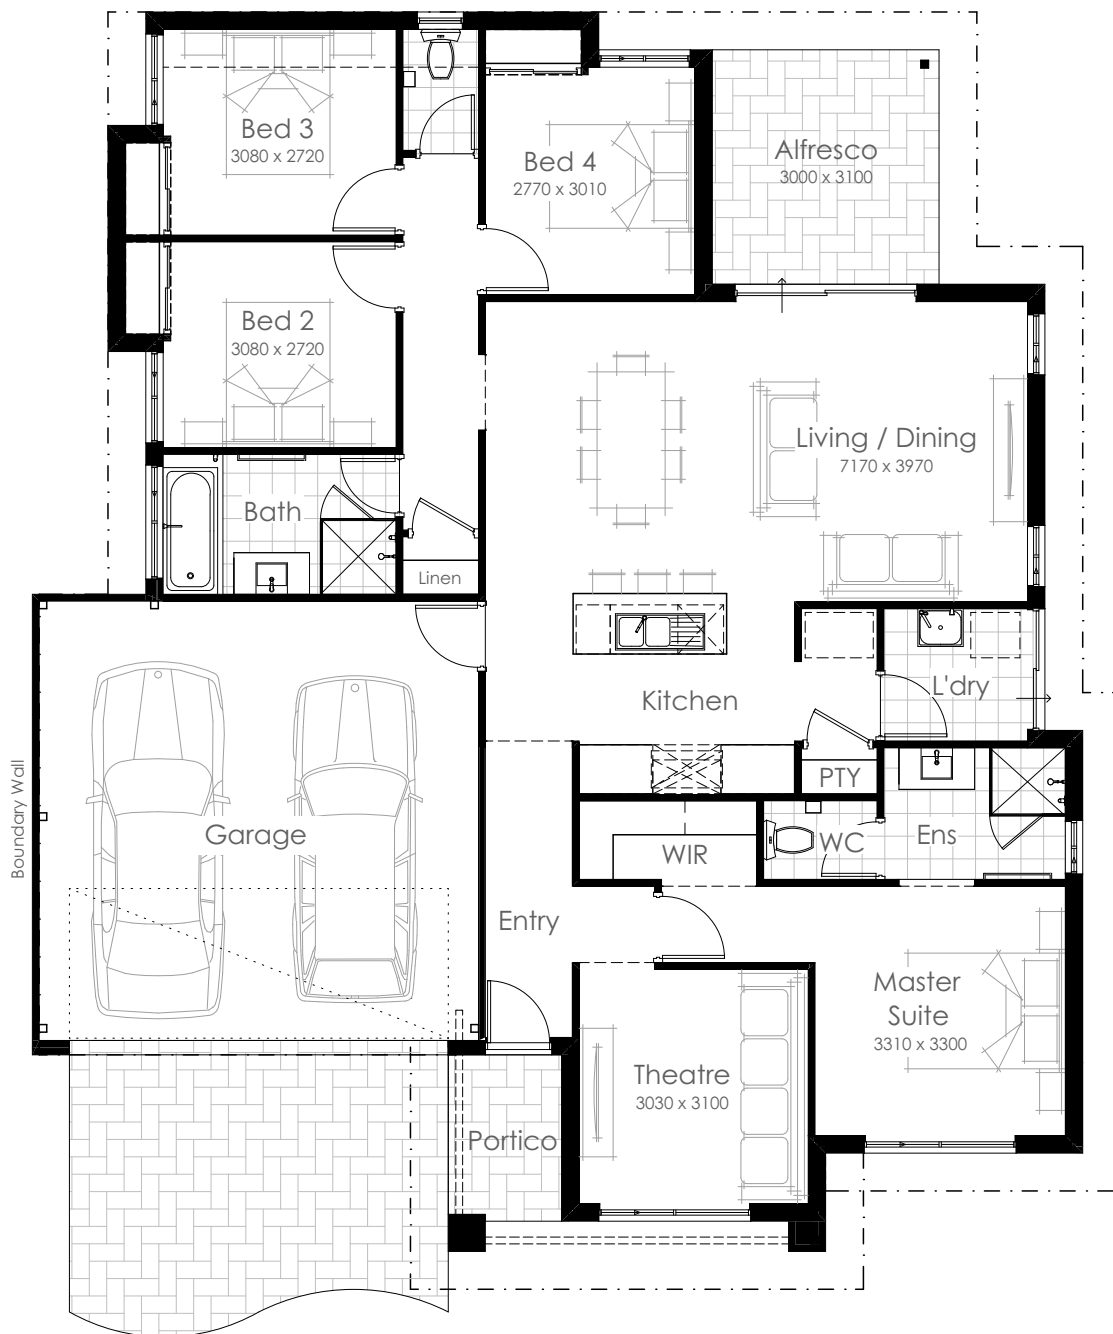 Bed 3
3080 x 2720
Bed 4
2770 x 3010
Alfresco
3000 x 3100
Bed 2
3080 x 2720
Living / Dining
7170 x 3970
Bath
Linen
Kitchen
L'dry
PTY
Boundary Wall
Garage
WIR
WC
Ens
Entry
Master
Suite
3310 x 3300
Theatre
3030 x 3100
Portico